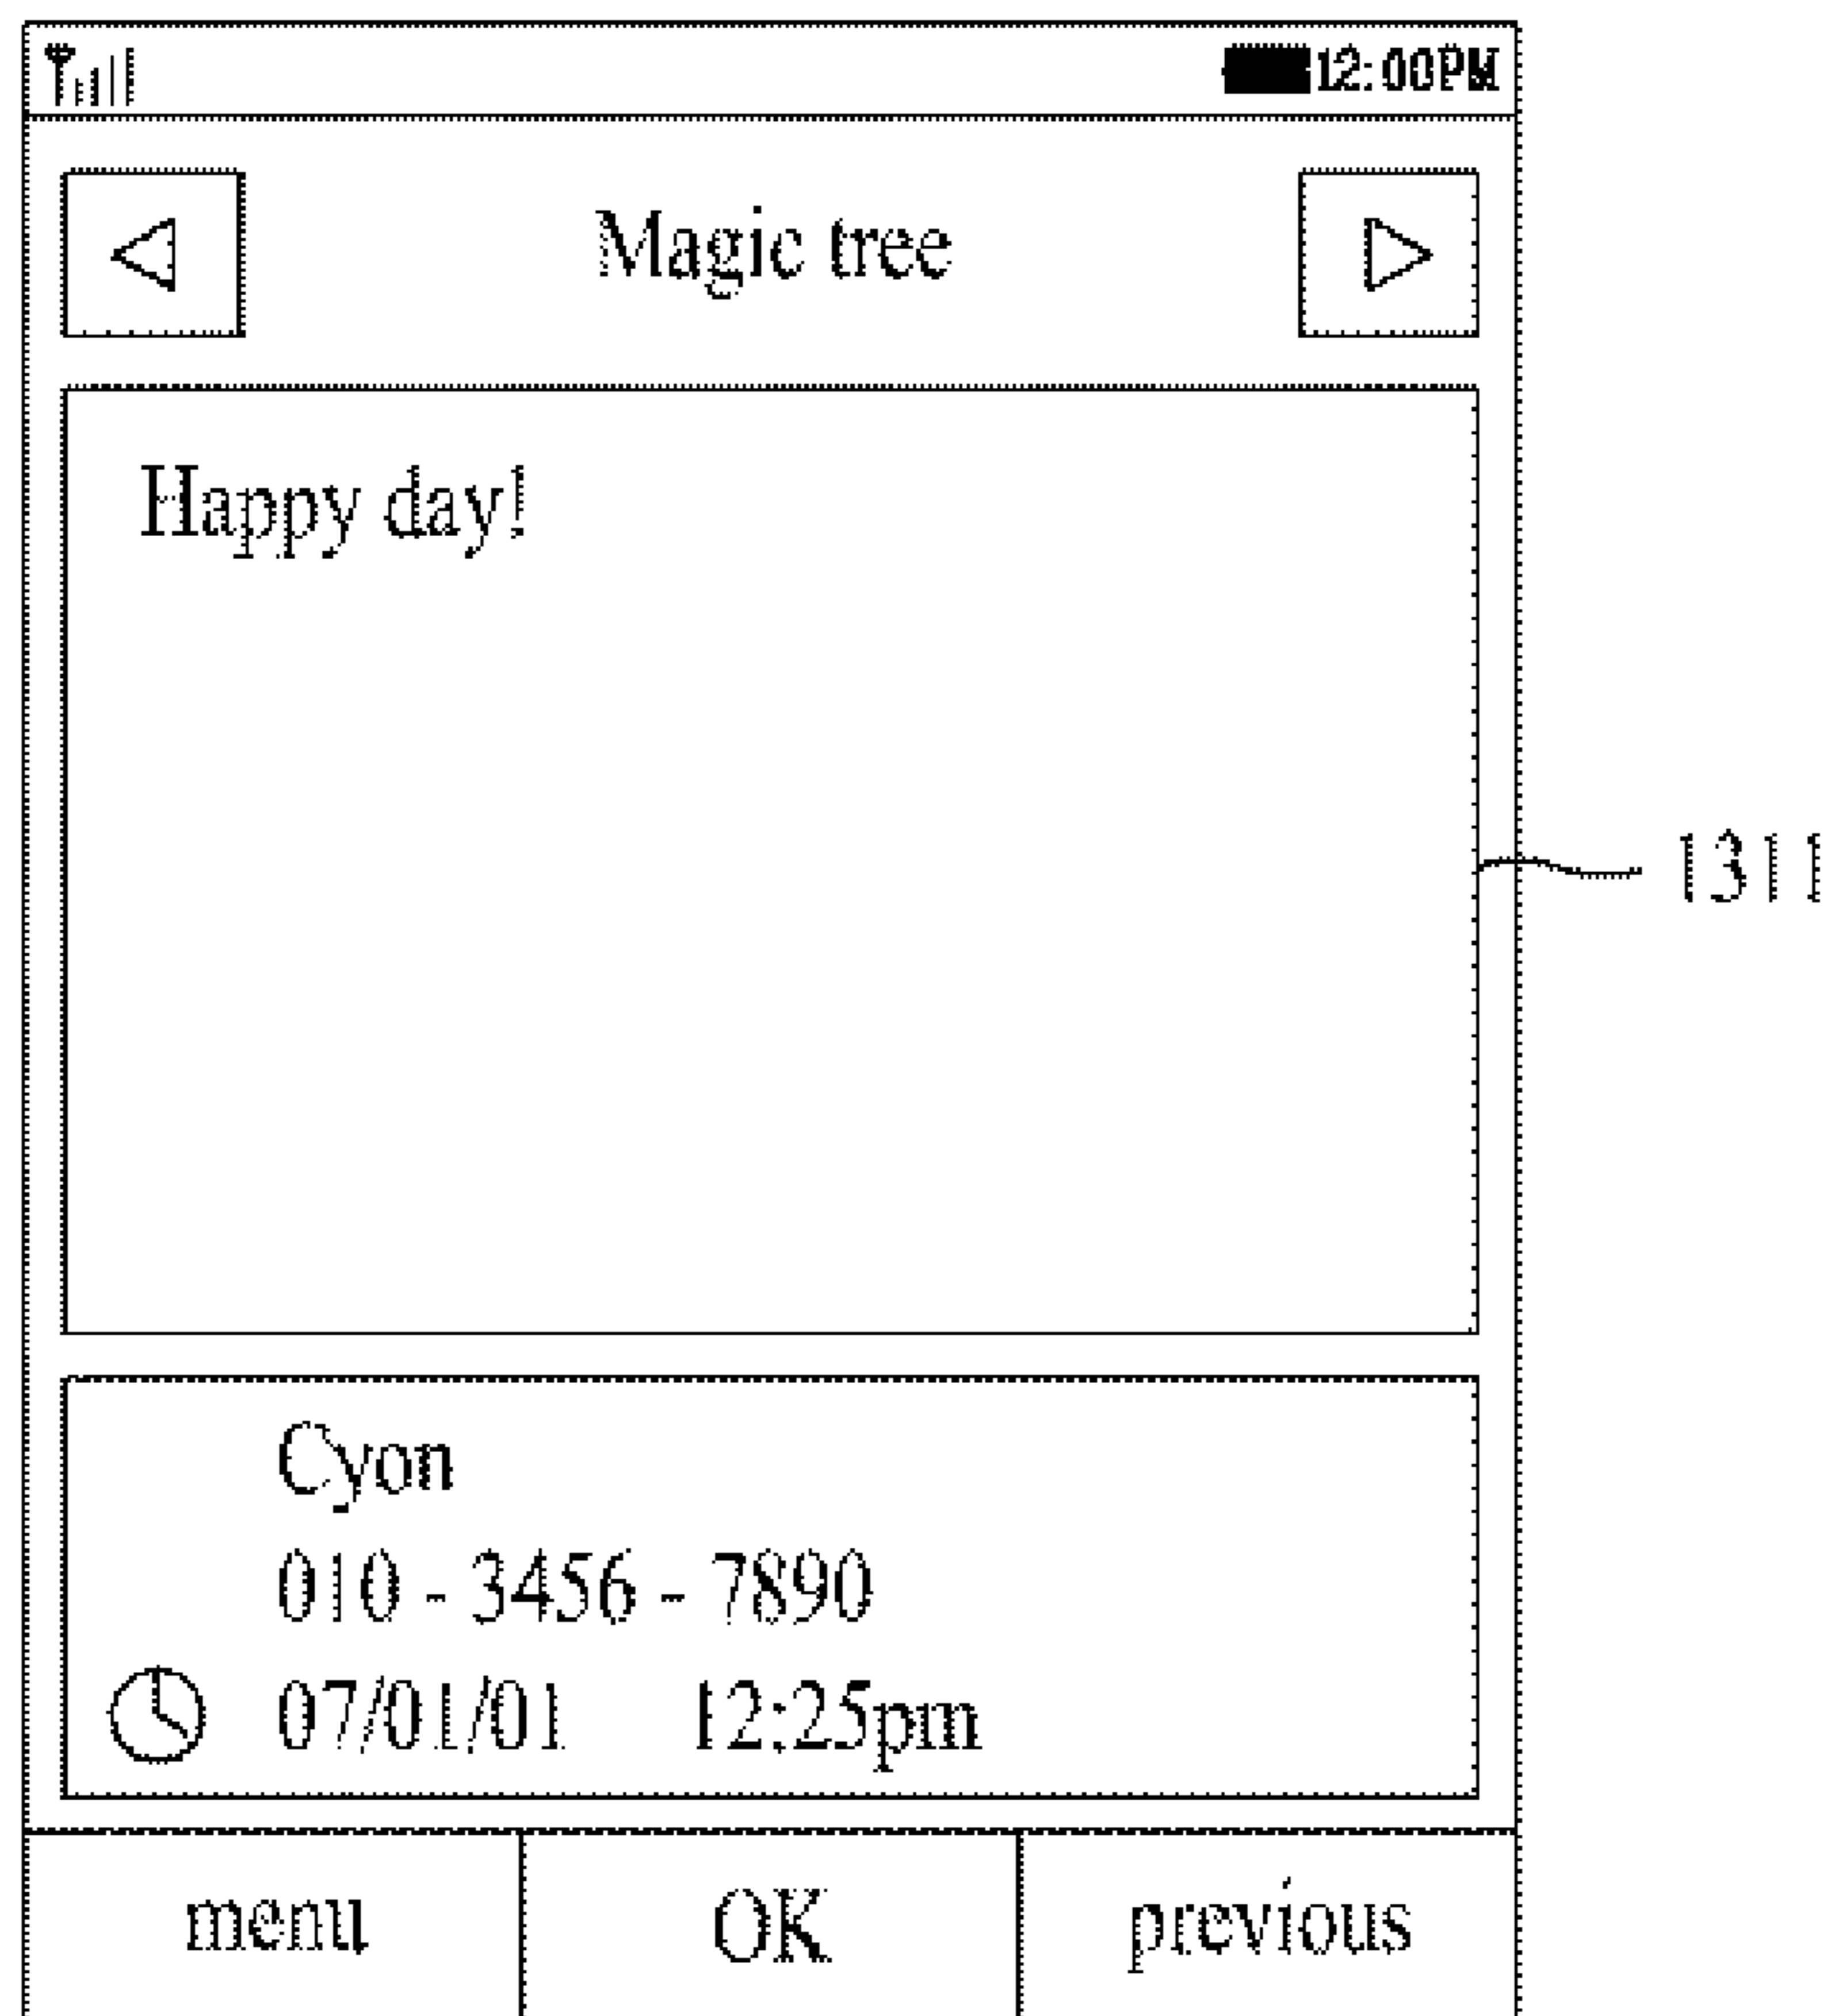 12:00PM
Magic tree
Happy day!
1311
Cyon
010 - 3456 - 7890
07/01/01 12:25pm
menu OK previous